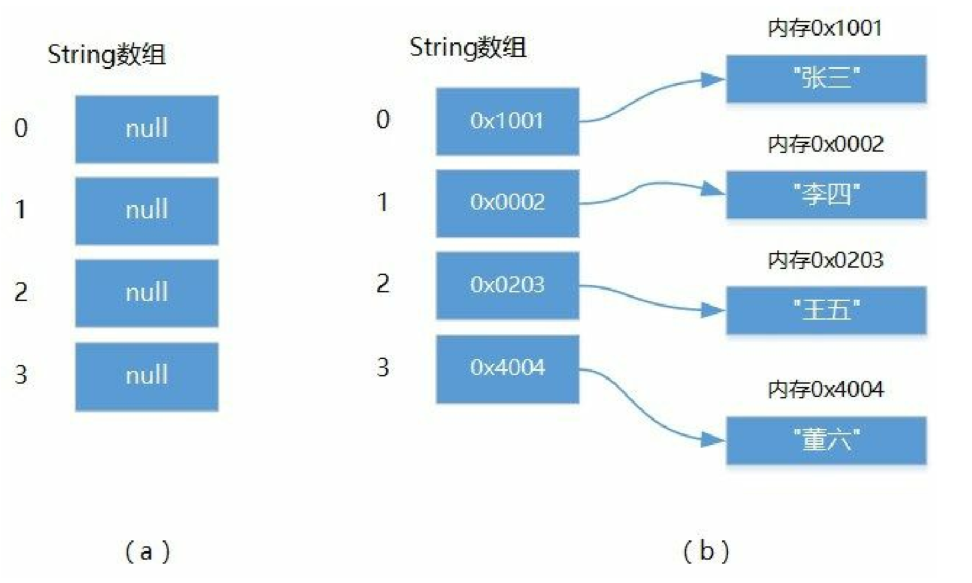 String数组
0
null
1
null
2
null
3
null
(a)
String数组
0
0x1001
1
0x0002
2
0x0203
3
0x4004
内存0x1001
"张三"
内存0x0002
"李四"
内存0x0203
"王五"
内存0x4004
"董六"
(b)